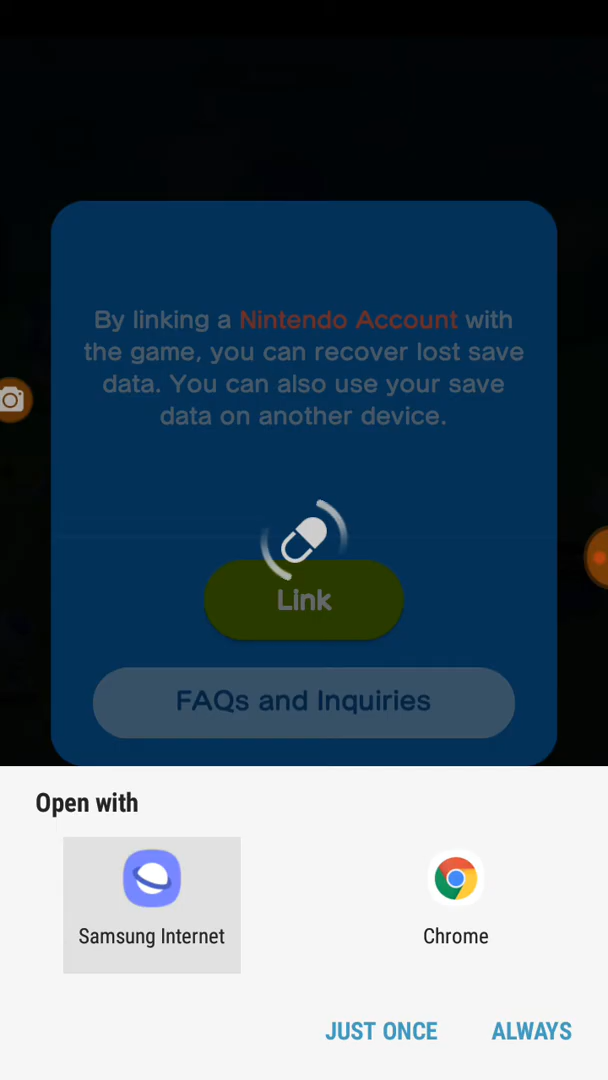 By linking a Nintendo Account with
the game, you can recover lost save
data. You can also use your save
data on another device.
Link
FAQs and Inquiries
Open with
Samsung Internet
Chrome
JUST ONCE
ALWAYS